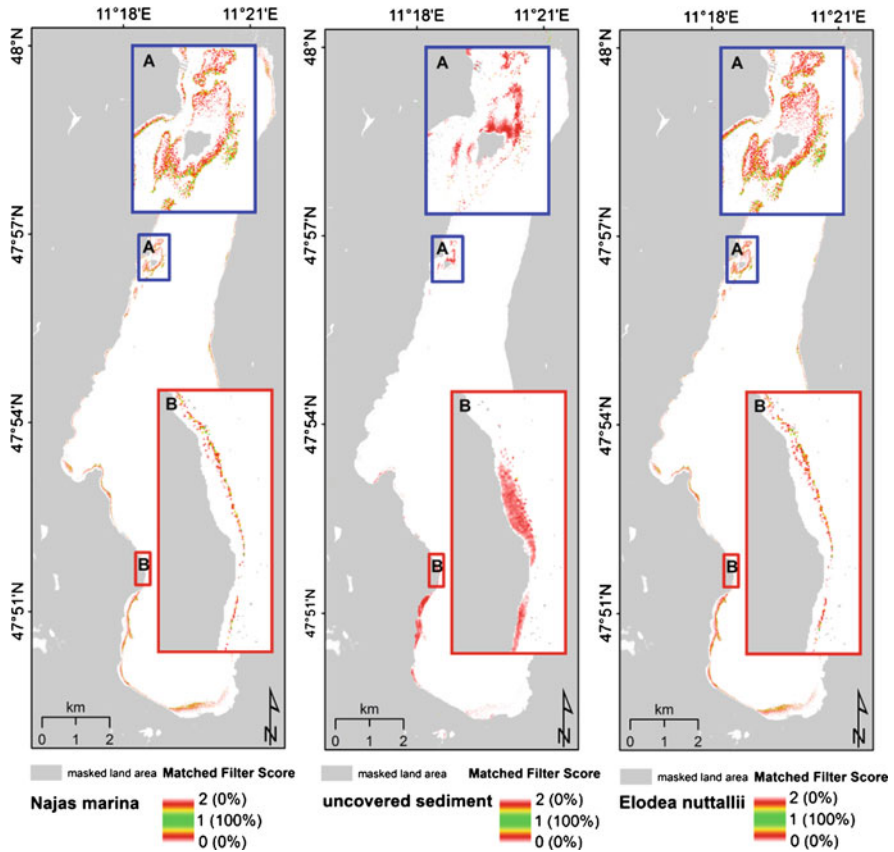 11°18'E 11°21'E 11°18'E 11°21'E 11°18'E 11°21'E
48°N 48°N 48°N
A A A
47°57'N 47°57'N 47°57'N
A A A
47°54'N 47°54'N 47°54'N
B B B
B B B
47°51'N 47°51'N 47°51'N
km km km
0 1 2 0 1 2 0 1 2
N N N
masked land area Matched Filter Score masked land area Matched Filter Score masked land area Matched Filter Score
Najas marina uncovered sediment Elodea nuttallii
2 (0%) 2 (0%) 2 (0%)
1 (100%) 1 (100%) 1 (100%)
0 (0%) 0 (0%) 0 (0%)